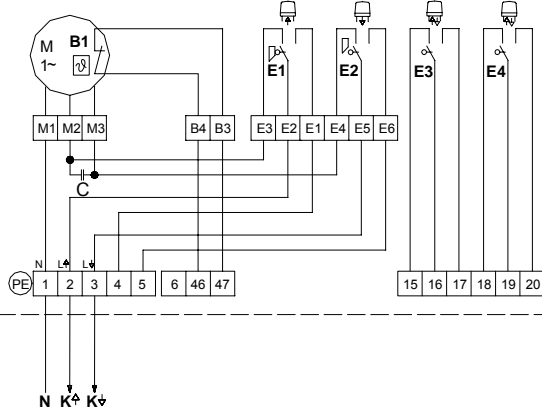 M B1
1~ ϑ
E1 E2 E3 E4
M1 M2 M3 B4 B3 E3 E2 E1 E4 E5 E6
C
N L L
PE 1 2 3 4 5 6 46 47 15 16 17 18 19 20
N K K